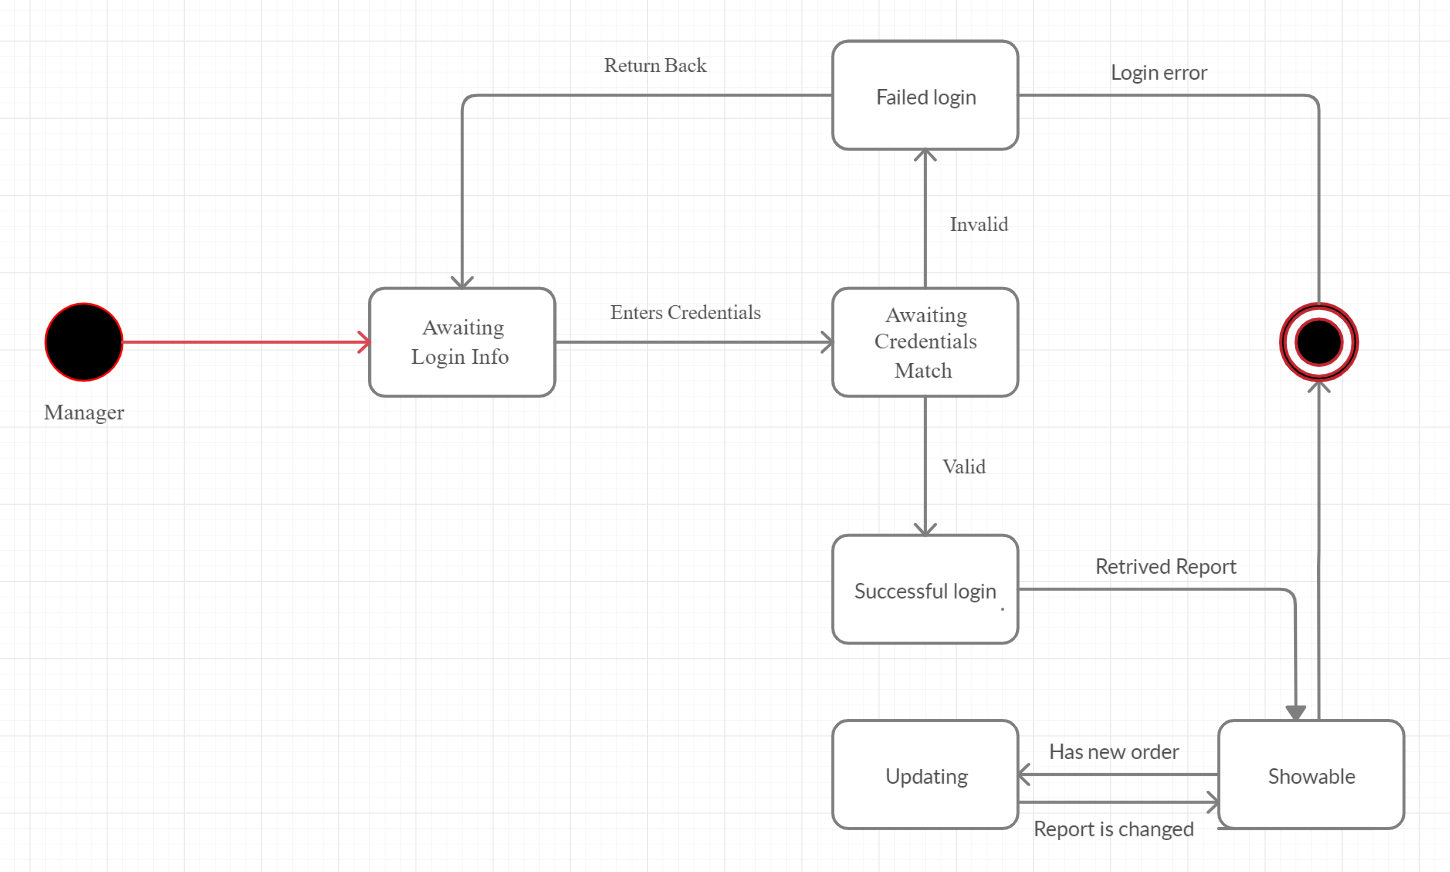 Return Back
Login error
Failed login
Invalid
Enters Credentials
Awaiting
Login Info
Awaiting
Credentials
Match
Manager
Valid
Retrived Report
Successful login
.
Has new order
Updating
Showable
Report is changed